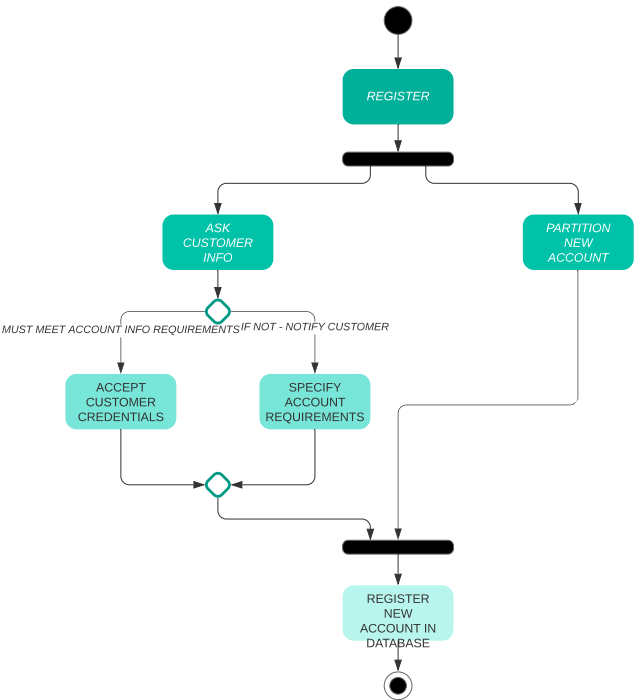 REGISTER
ASK
CUSTOMER
INFO
PARTITION
NEW
ACCOUNT
MUST MEET ACCOUNT INFO REQUIREMENTS
IF NOT - NOTIFY CUSTOMER
ACCEPT
CUSTOMER
CREDENTIALS
SPECIFY
ACCOUNT
REQUIREMENTS
REGISTER
NEW
ACCOUNT IN
DATABASE